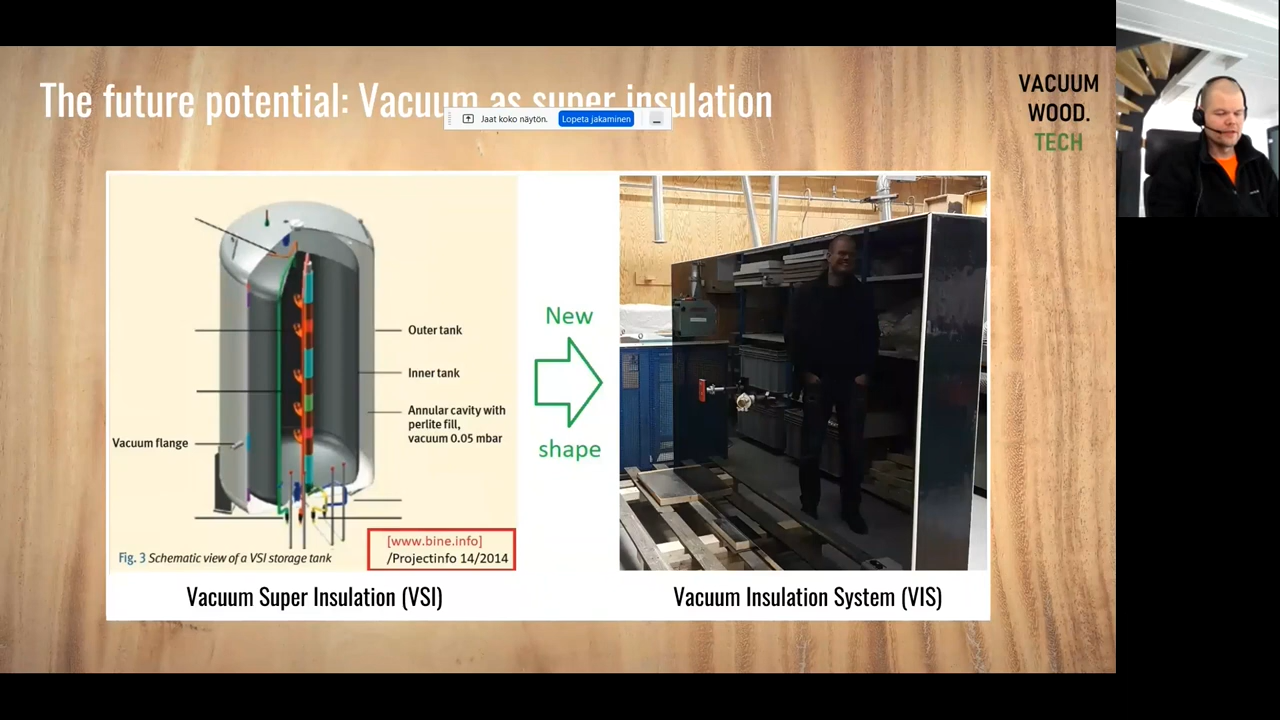 The future potential: Vacuum as super insulation
Jaat koko näytön.
Lopeta jakaminen
VACUUM
WOOD.
TECH
Outer tank
Inner tank
Annular cavity with
perlite fill,
vacuum 0.05 mbar
Vacuum flange
[www.bine.info]
/Projectinfo 14/2014
Fig. 3 Schematic view of a VSI storage tank
New
shape
Vacuum Super Insulation (VSI)
Vacuum Insulation System (VIS)